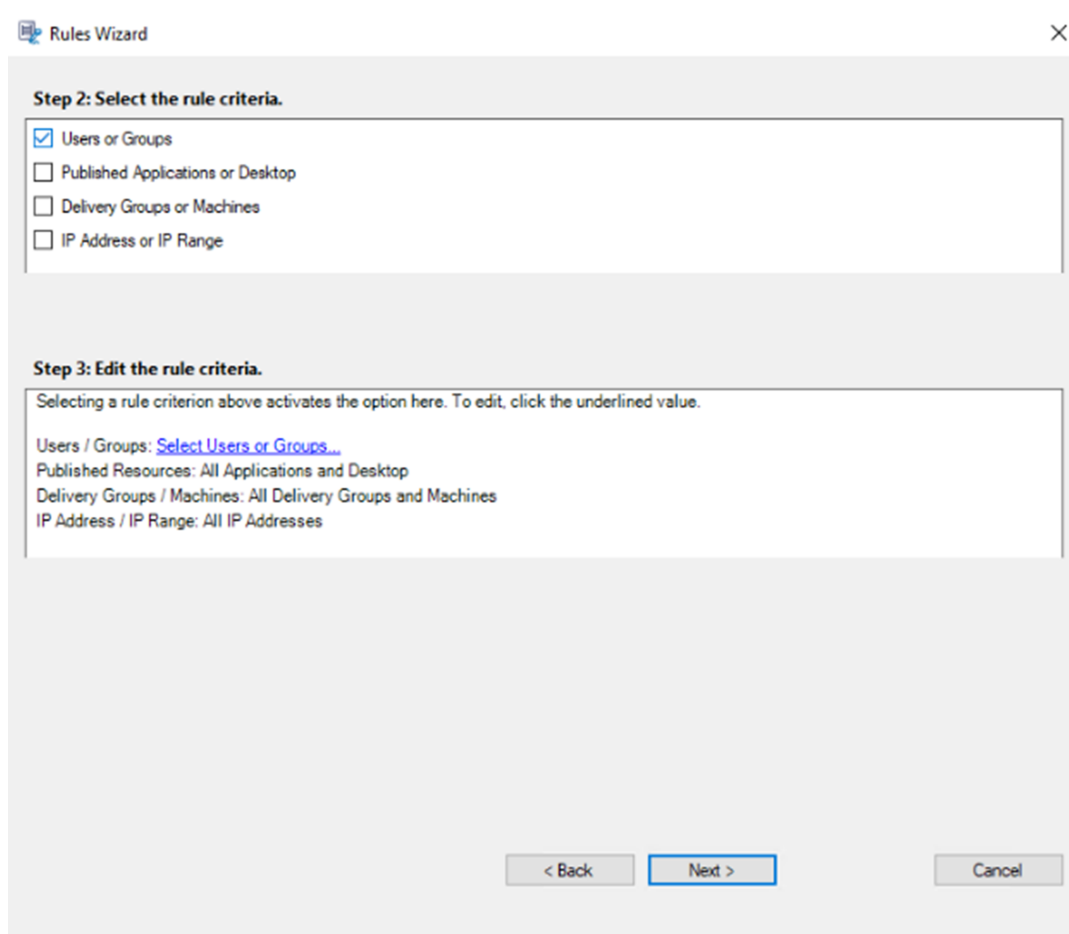 Rules Wizard
Step 2: Select the rule criteria.
Users or Groups
Published Applications or Desktop
Delivery Groups or Machines
IP Address or IP Range
Step 3: Edit the rule criteria.
Selecting a rule criterion above activates the option here. To edit, click the underlined value.
Users / Groups: Select Users or Groups...
Published Resources: All Applications and Desktop
Delivery Groups / Machines: All Delivery Groups and Machines
IP Address / IP Range: All IP Addresses
< Back Next > Cancel